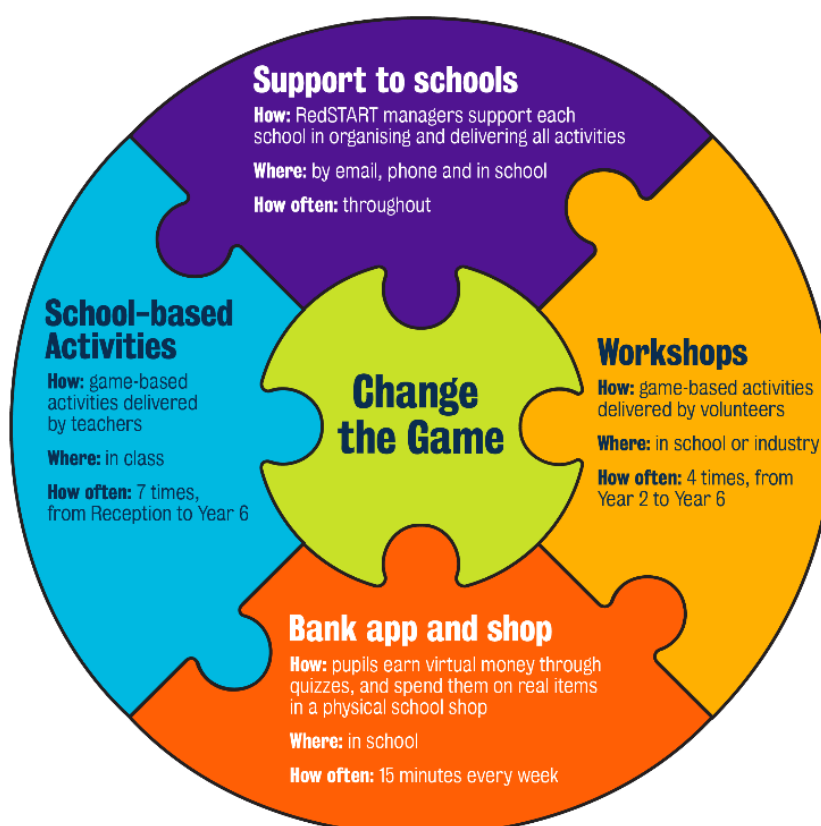 Support to schools
How: RedSTART managers support each
school in organising and delivering all activities
Where: by email, phone and in school
How often: throughout
School-based
Activities
How: game-based
activities delivered
by teachers
Where: in class
How often: 7 times,
from Reception to Year 6
Change
the Game
Workshops
How: game-based activities
delivered by volunteers
Where: in school or industry
How often: 4 times, from
Year 2 to Year 6
Bank app and shop
How: pupils earn virtual money through
quizzes, and spend them on real items
in a physical school shop
Where: in school
How often: 15 minutes every week